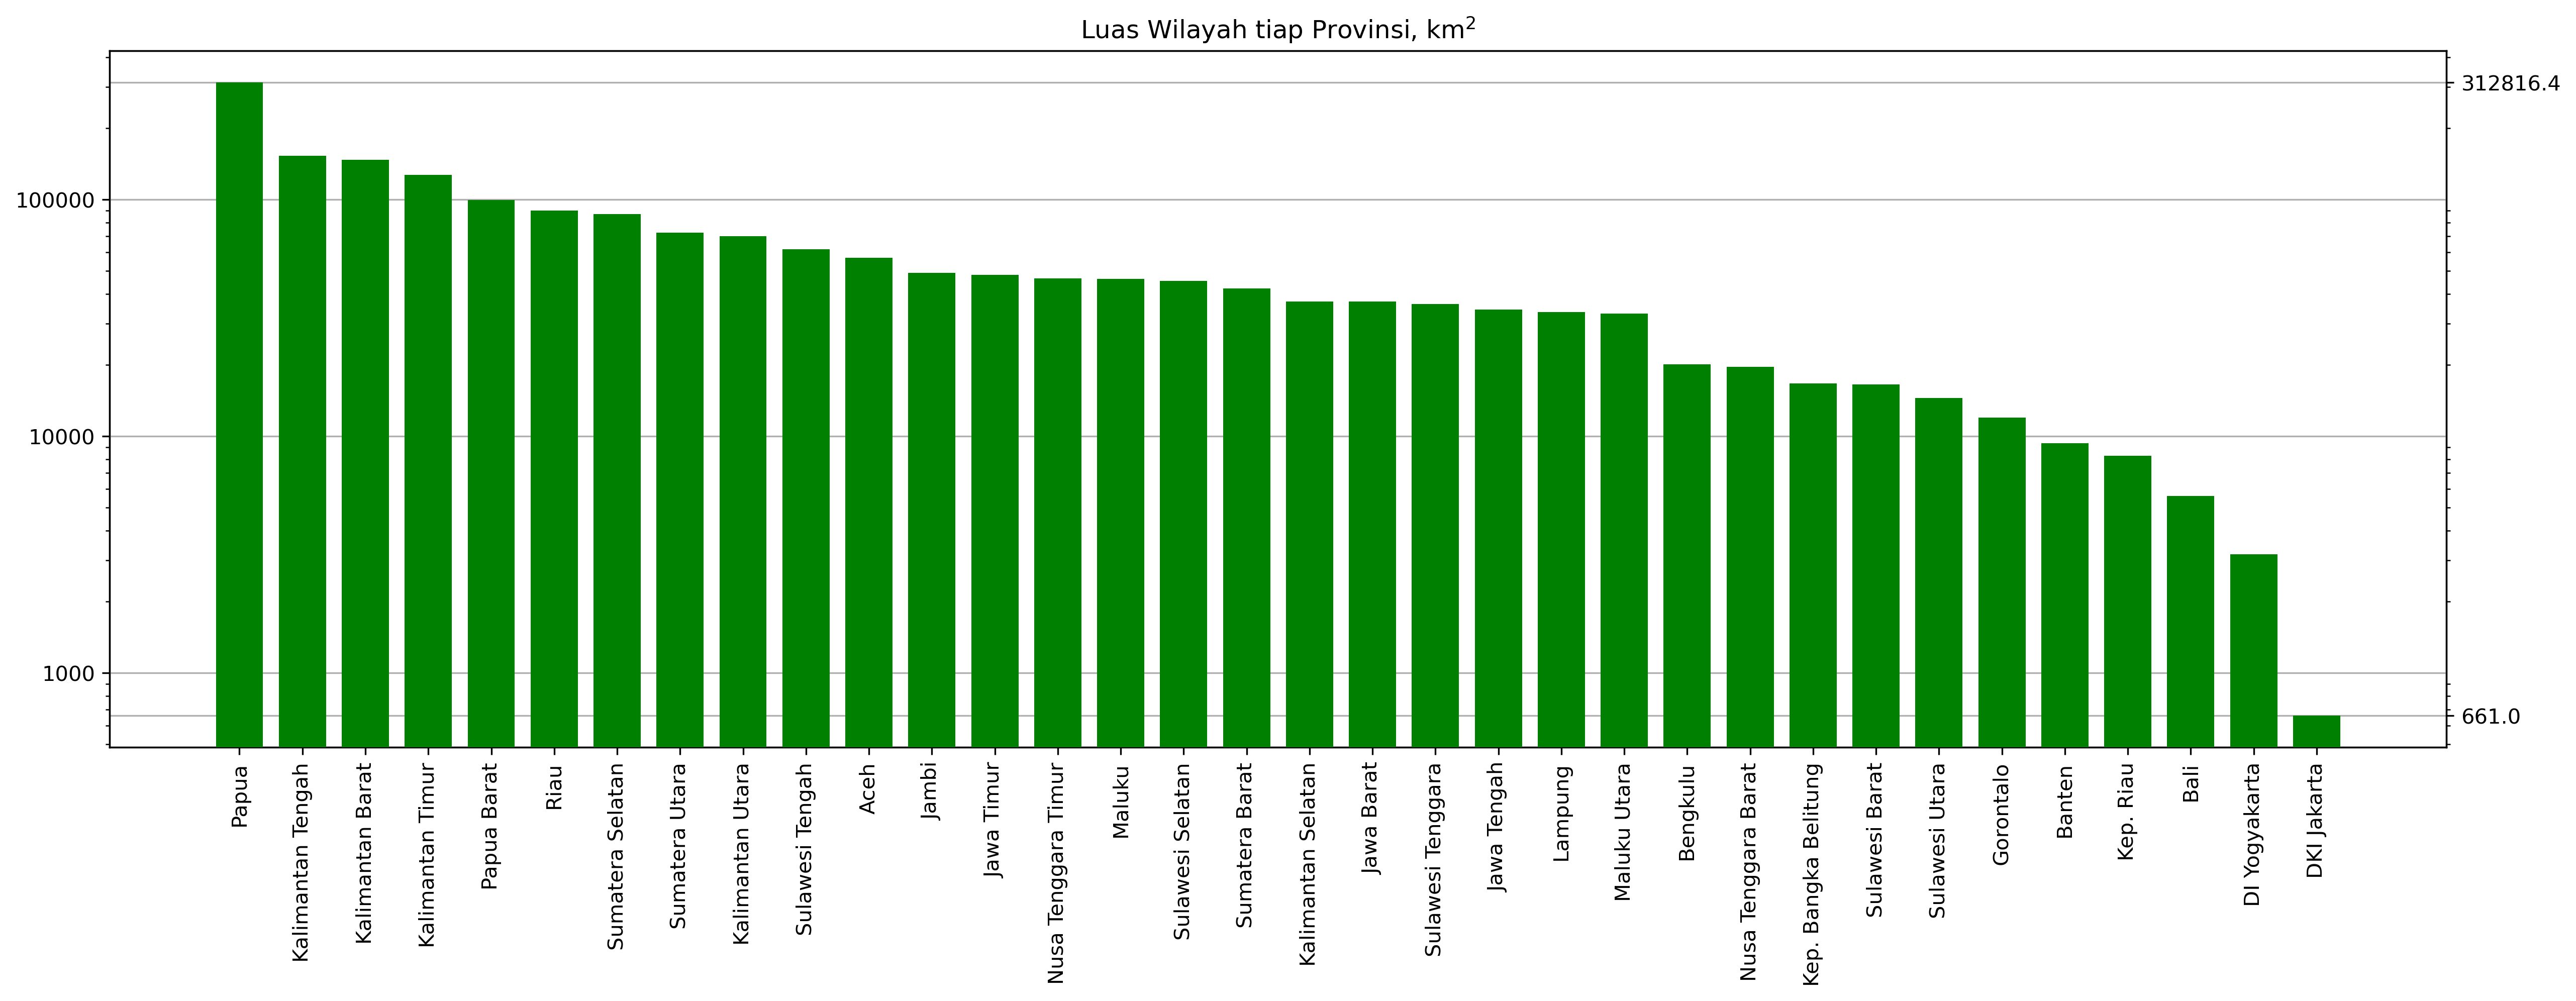 Luas Wilayah tiap Provinsi, km²
312816.4
100000
10000
1000
661.0
Papua
Kalimantan Tengah
Kalimantan Barat
Kalimantan Timur
Papua Barat
Riau
Sumatera Selatan
Sumatera Utara
Kalimantan Utara
Sulawesi Tengah
Aceh
Jambi
Jawa Timur
Nusa Tenggara Timur
Maluku
Sulawesi Selatan
Sumatera Barat
Kalimantan Selatan
Jawa Barat
Sulawesi Tenggara
Jawa Tengah
Lampung
Maluku Utara
Bengkulu
Nusa Tenggara Barat
Kep. Bangka Belitung
Sulawesi Barat
Sulawesi Utara
Gorontalo
Banten
Kep. Riau
Bali
DI Yogyakarta
DKI Jakarta